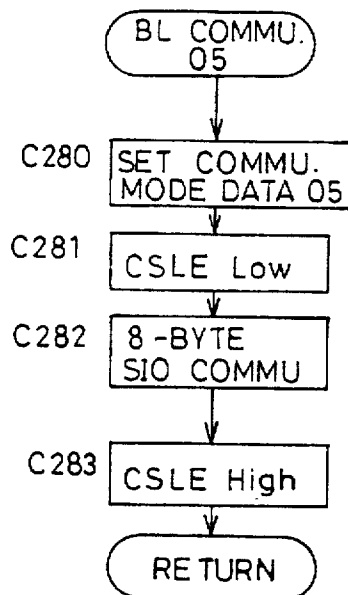 BL COMMU.
05
C280
SET COMMU.
MODE DATA 05
C281
CSLE Low
C282
8-BYTE
SIO COMMU
C283
CSLE High
RETURN